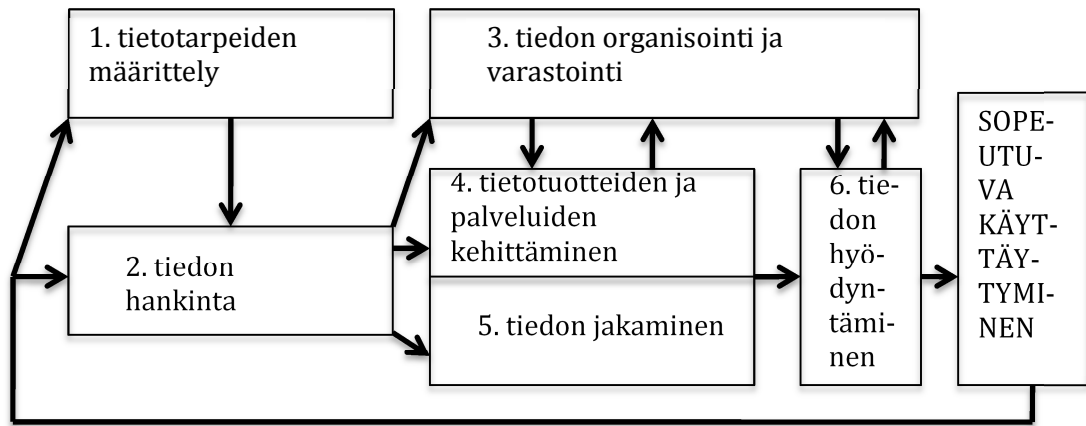 1. tietotarpeiden
määrittely
3. tiedon organisointi ja
varastointi
2. tiedon
hankinta
4. tietotuotteiden ja
palveluiden
kehittäminen
5. tiedon jakaminen
6. tie-
don
hyö-
dyn-
tämi-
nen
SOPE-
UTU-
VA
KÄYT-
TÄY-
TYMI-
NEN